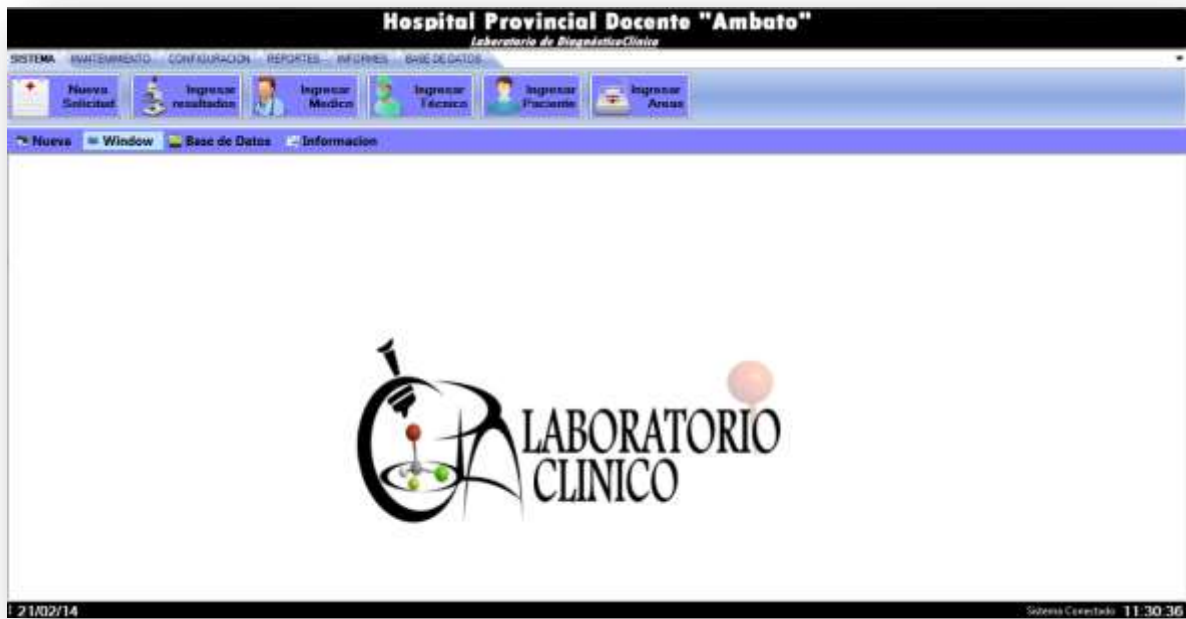 Hospital Provincial Docente "Ambato"
Laboratorio de DiagnósticoClínico
SISTEMA MANTENIMIENTO CONFIGURACION REPORTES INFORMES BASE DE DATOS
Nueva Solicitud
Ingresar resultados
Ingresar Medico
Ingresar Técnico
Ingresar Paciente
Ingresar Areas
Nueva Window Base de Datos Informacion
LABORATORIO
CLINICO
21/02/14 Sistema Conectado 11:30:36